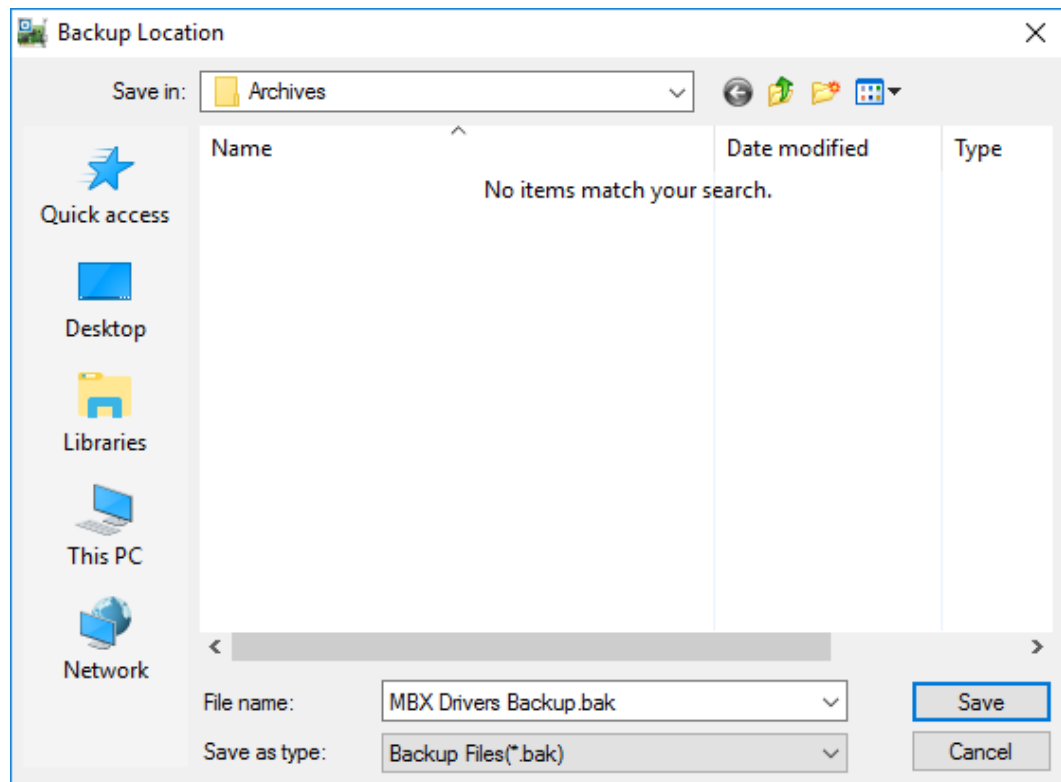 Backup Location
Save in: Archives
Name Date modified Type
No items match your search.
Quick access
Desktop
Libraries
This PC
Network
File name: MBX Drivers Backup.bak Save
Save as type: Backup Files(*.bak) Cancel